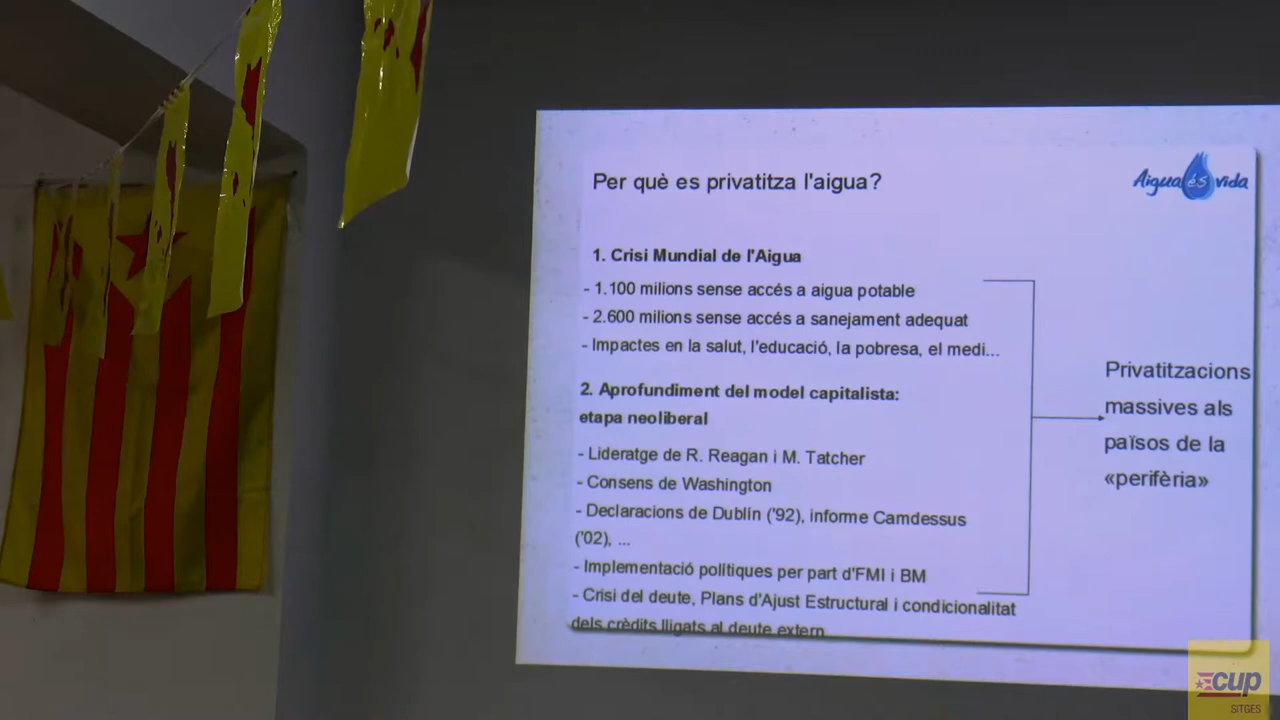 Per què es privatitza l'aigua?
Aigua és vida
1. Crisi Mundial de l'Aigua
- 1.100 milions sense accés a aigua potable
- 2.600 milions sense accés a sanejament adequat
- Impactes en la salut, l'educació, la pobresa, el medi...
2. Aprofundiment del model capitalista:
etapa neoliberal
- Lideratge de R. Reagan i M. Tatcher
- Consens de Washington
- Declaracions de Dublín ('92), informe Camdessus
('02), ...
- Implementació polítiques per part d'FMI i BM
- Crisi del deute, Plans d'Ajust Estructural i condicionalitat
dels crèdits lligats al deute extern
Privatitzacions
massives als
països de la
«perifèria»
cup
SITGES